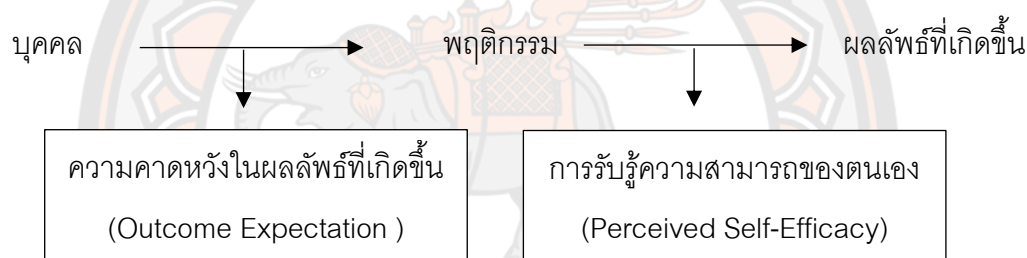 บุคคล พฤติกรรม ผลลัพธ์ที่เกิดขึ้น
ความคาดหวังในผลลัพธ์ที่เกิดขึ้น
(Outcome Expectation )
การรับรู้ความสามารถของตนเอง
(Perceived Self-Efficacy)